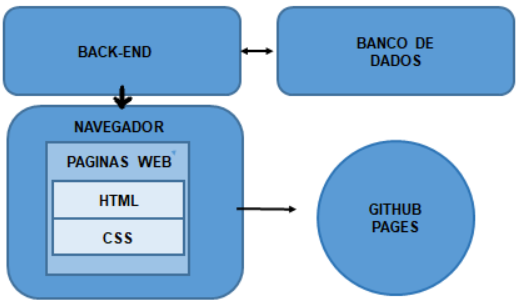 BACK-END
BANCO DE
DADOS
NAVEGADOR
PAGINAS WEB
HTML
CSS
GITHUB
PAGES